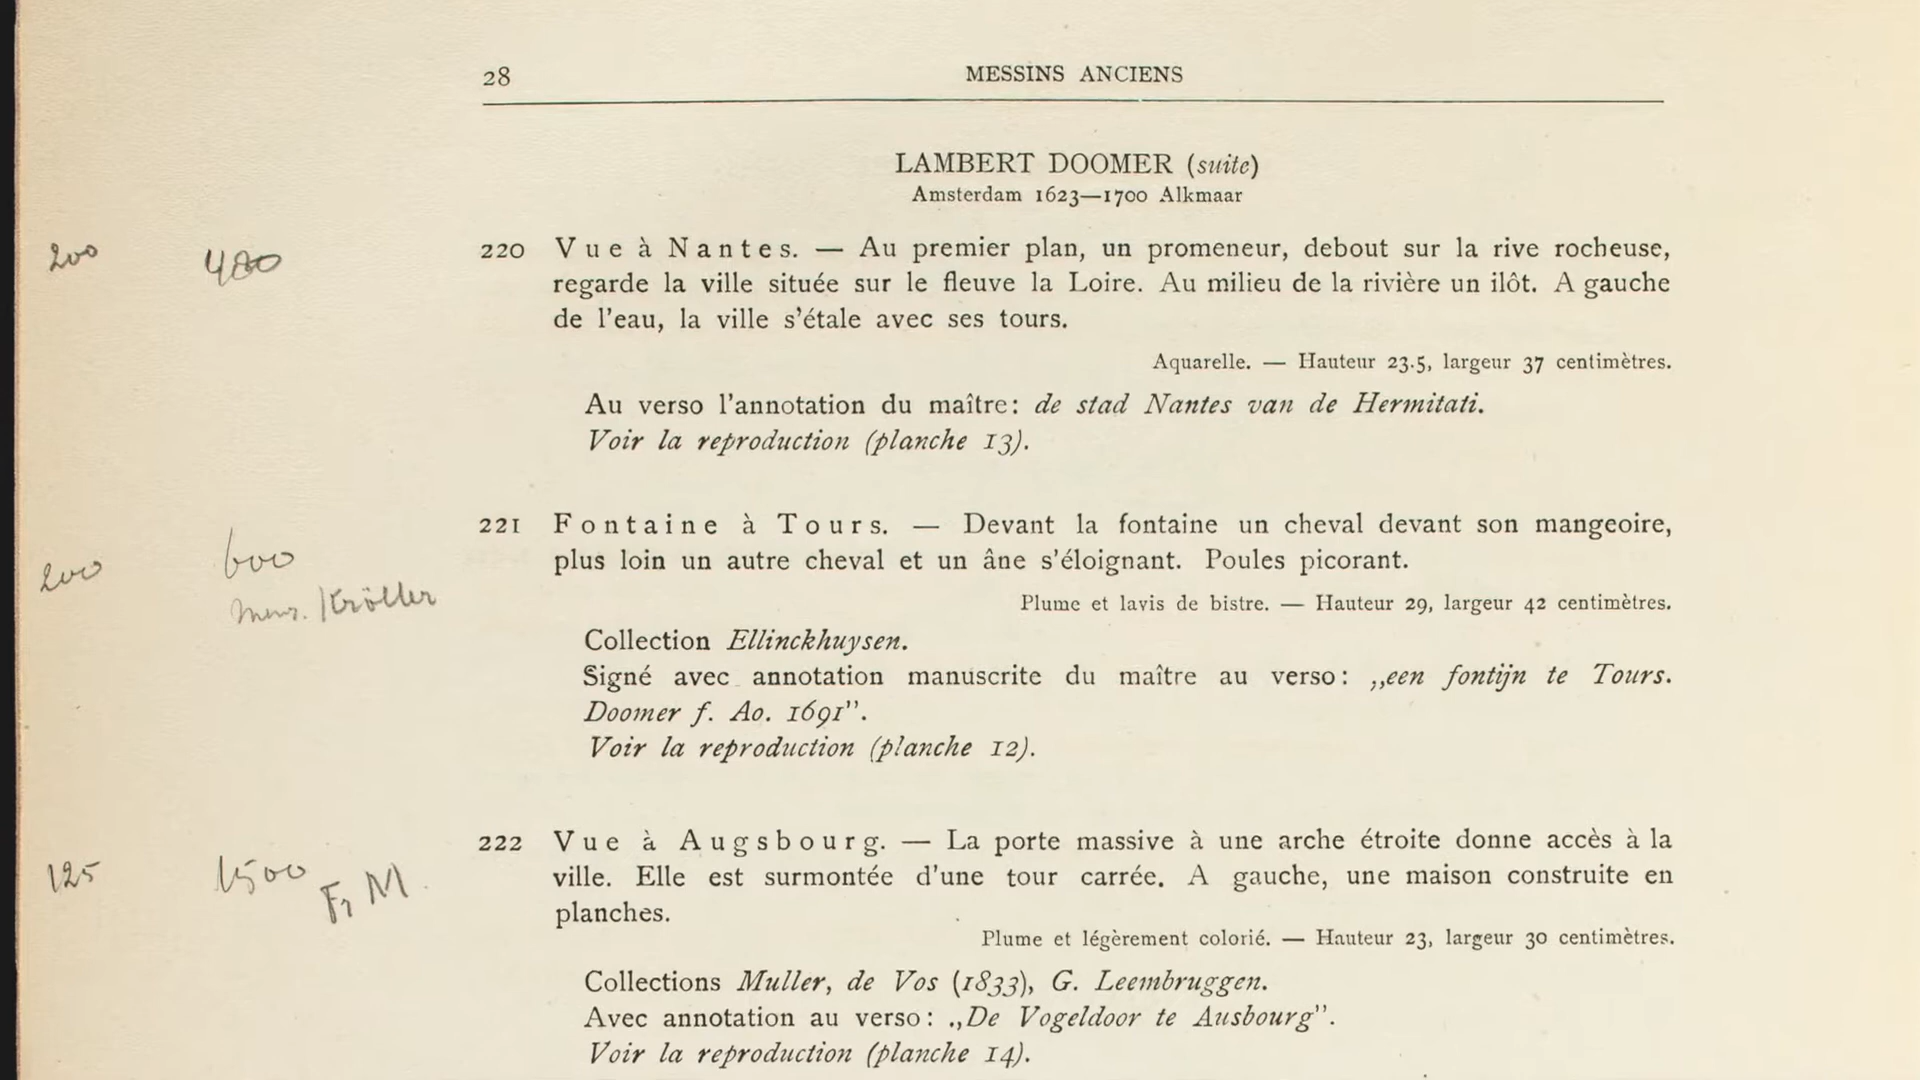 28 MESSINS ANCIENS
LAMBERT DOOMER (suite)
Amsterdam 1623—1700 Alkmaar
200 400 220 Vue à Nantes. — Au premier plan, un promeneur, debout sur la rive rocheuse,
regarde la ville située sur le fleuve la Loire. Au milieu de la rivière un ilôt. A gauche
de l'eau, la ville s'étale avec ses tours.
Aquarelle. — Hauteur 23.5, largeur 37 centimètres.
Au verso l'annotation du maître: de stad Nantes van de Hermitati.
Voir la reproduction (planche 13).
200 600 221 Fontaine à Tours. — Devant la fontaine un cheval devant son mangeoire,
plus loin un autre cheval et un âne s'éloignant. Poules picorant.
Kröller
Plume et lavis de bistre. — Hauteur 29, largeur 42 centimètres.
Collection Ellinckhuysen.
Signé avec annotation manuscrite du maître au verso: „een fontijn te Tours.
Doomer f. Ao. 1691”.
Voir la reproduction (planche 12).
125 1500 Fr M 222 Vue à Augsbourg. — La porte massive à une arche étroite donne accès à la
ville. Elle est surmontée d'une tour carrée. A gauche, une maison construite en
planches.
Plume et légèrement colorié. — Hauteur 23, largeur 30 centimètres.
Collections Muller, de Vos (1833), G. Leembruggen.
Avec annotation au verso: „De Vogeldoor te Ausbourg”.
Voir la reproduction (planche 14).